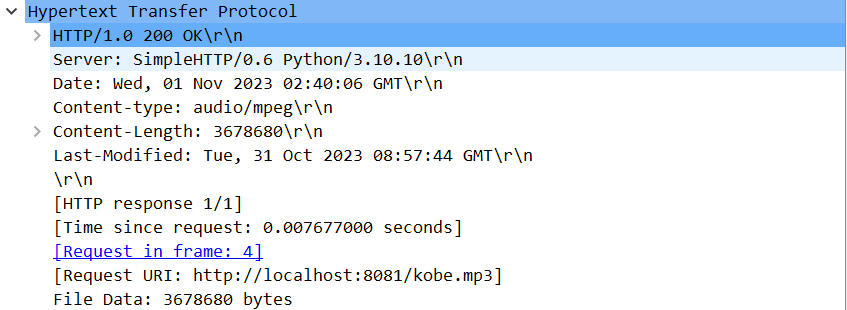 Hypertext Transfer Protocol
HTTP/1.0 200 OK\r\n
Server: SimpleHTTP/0.6 Python/3.10.10\r\n
Date: Wed, 01 Nov 2023 02:40:06 GMT\r\n
Content-type: audio/mpeg\r\n
Content-Length: 3678680\r\n
Last-Modified: Tue, 31 Oct 2023 08:57:44 GMT\r\n
\r\n
[HTTP response 1/1]
[Time since request: 0.007677000 seconds]
[Request in frame: 4]
[Request URI: http://localhost:8081/kobe.mp3]
File Data: 3678680 bytes